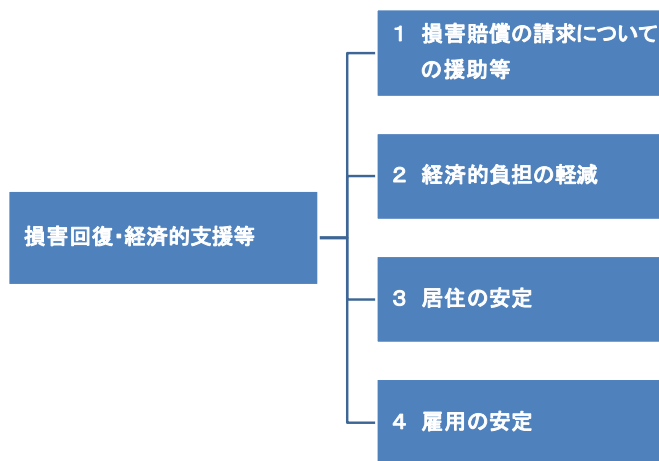 損害回復・経済的支援等
１ 損害賠償の請求について
の援助等
２ 経済的負担の軽減
３ 居住の安定
４ 雇用の安定